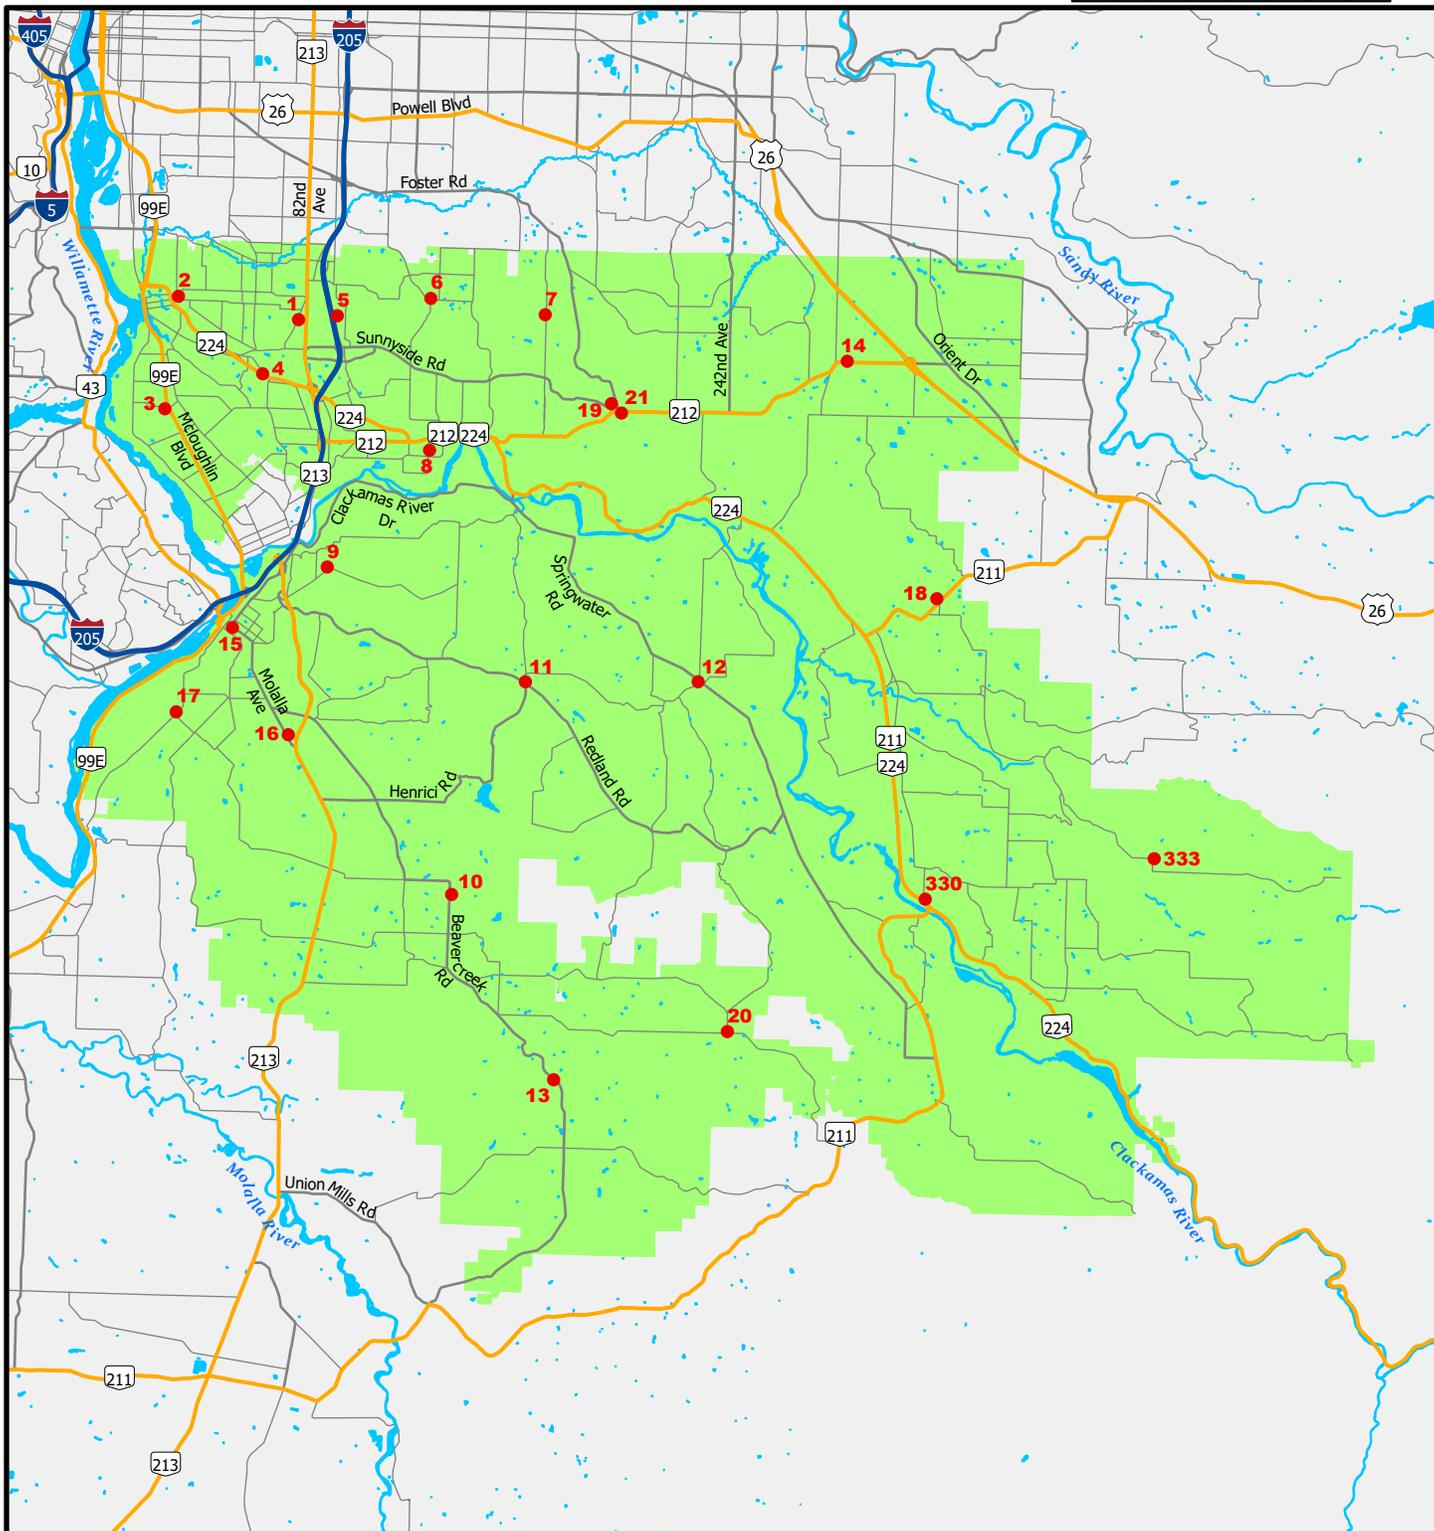 405
213
205
26
Powell Blvd
26
10
Foster Rd
5
99E
82nd
Ave
Willamette River
Sandy River
2
6
1
5
7
224
Sunnyside Rd
242nd Ave
14
Orient Dr
43
99E
4
3
Mcloughlin
Blvd
224
19
21
212
212
212
224
8
213
Clackamas River
Dr
224
9
Springwater
Rd
211
18
26
205
15
11
12
Molalla
Ave
17
16
211
99E
224
Redland Rd
Henrici Rd
333
10
330
Beavercreek
Rd
20
224
213
13
211
Clackamas River
Molalla River
Union Mills Rd
211
213